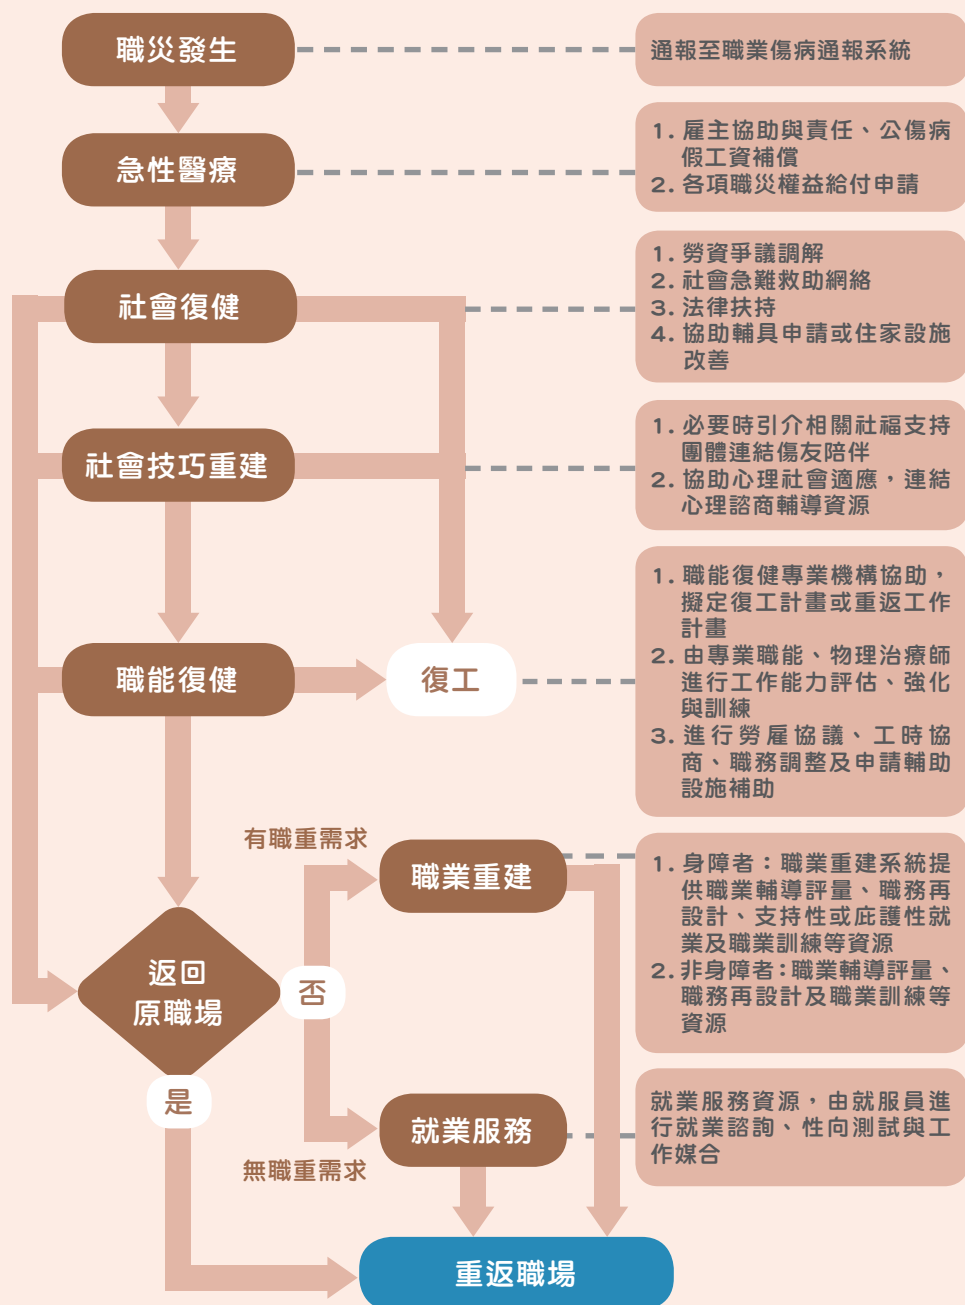 職災發生
通報至職業傷病通報系統
急性醫療
1. 雇主協助與責任、公傷病
假工資補償
2. 各項職災權益給付申請
社會復健
1. 勞資爭議調解
2. 社會急難救助網絡
3. 法律扶持
4. 協助輔具申請或住家設施
改善
社會技巧重建
1. 必要時引介相關社福支持
團體連結傷友陪伴
2. 協助心理社會適應，連結
心理諮商輔導資源
職能復健
復工
1. 職能復健專業機構協助，
擬定復工計畫或重返工作
計畫
2. 由專業職能、物理治療師
進行工作能力評估、強化
與訓練
3. 進行勞雇協議、工時協
商、職務調整及申請輔助
設施補助
有職重需求
職業重建
1. 身障者：職業重建系統提
供職業輔導評量、職務再
設計、支持性或庇護性就
業及職業訓練等資源
2. 非身障者：職業輔導評量、
職務再設計及職業訓練等
資源
返回
原職場
否
是
就業服務
無職重需求
就業服務資源，由就服員進
行就業諮詢、性向測試與工
作媒合
重返職場